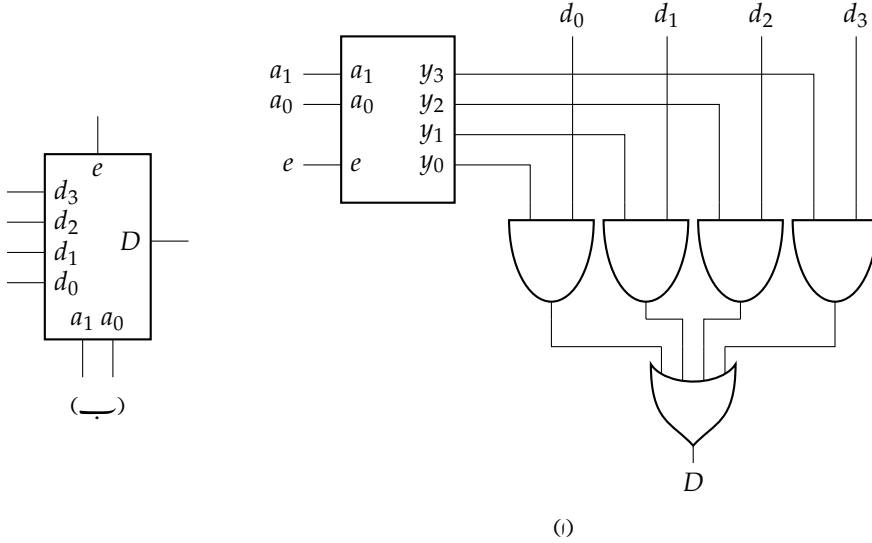 d₀ d₁ d₂ d₃
a₁ a₁ y₃
a₀ a₀ y₂
y₁
e e y₀
e
d₃
d₂
d₁ D
d₀
a₁ a₀
(ب)
D
(ا)